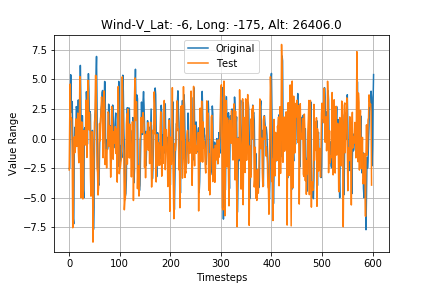 Wind-V_Lat: -6, Long: -175, Alt: 26406.0
Original
Test
Value Range
7.5
5.0
2.5
0.0
−2.5
−5.0
−7.5
0 100 200 300 400 500 600
Timesteps